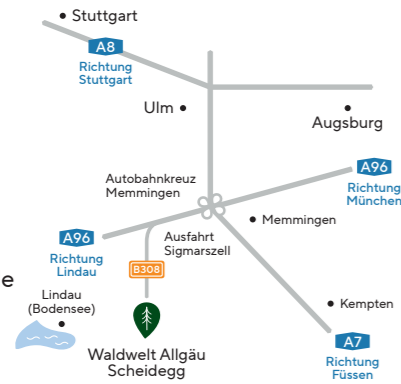 Stuttgart
A8
Richtung
Stuttgart
Ulm
Augsburg
A96
Richtung
München
Autobahnkreuz
Memmingen
Memmingen
A96
Richtung
Lindau
Ausfahrt
Sigmarszell
B308
e
Lindau
(Bodensee)
Kempten
Waldwelt Allgäu
Scheidegg
A7
Richtung
Füssen